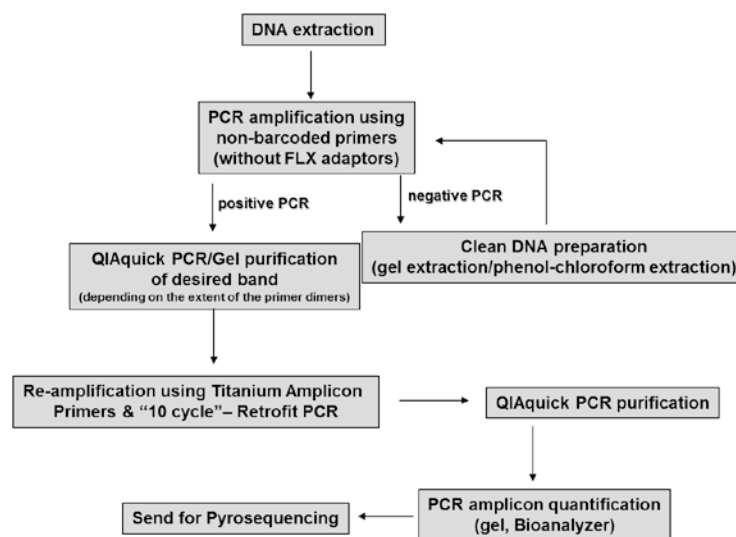 DNA extraction
PCR amplification using
non-barcoded primers
(without FLX adaptors)
positive PCR
negative PCR
QIAquick PCR/Gel purification
of desired band
(depending on the extent of the primer dimers)
Clean DNA preparation
(gel extraction/phenol-chloroform extraction)
Re-amplification using Titanium Amplicon
Primers & “10 cycle”– Retrofit PCR
QIAquick PCR purification
PCR amplicon quantification
(gel, Bioanalyzer)
Send for Pyrosequencing